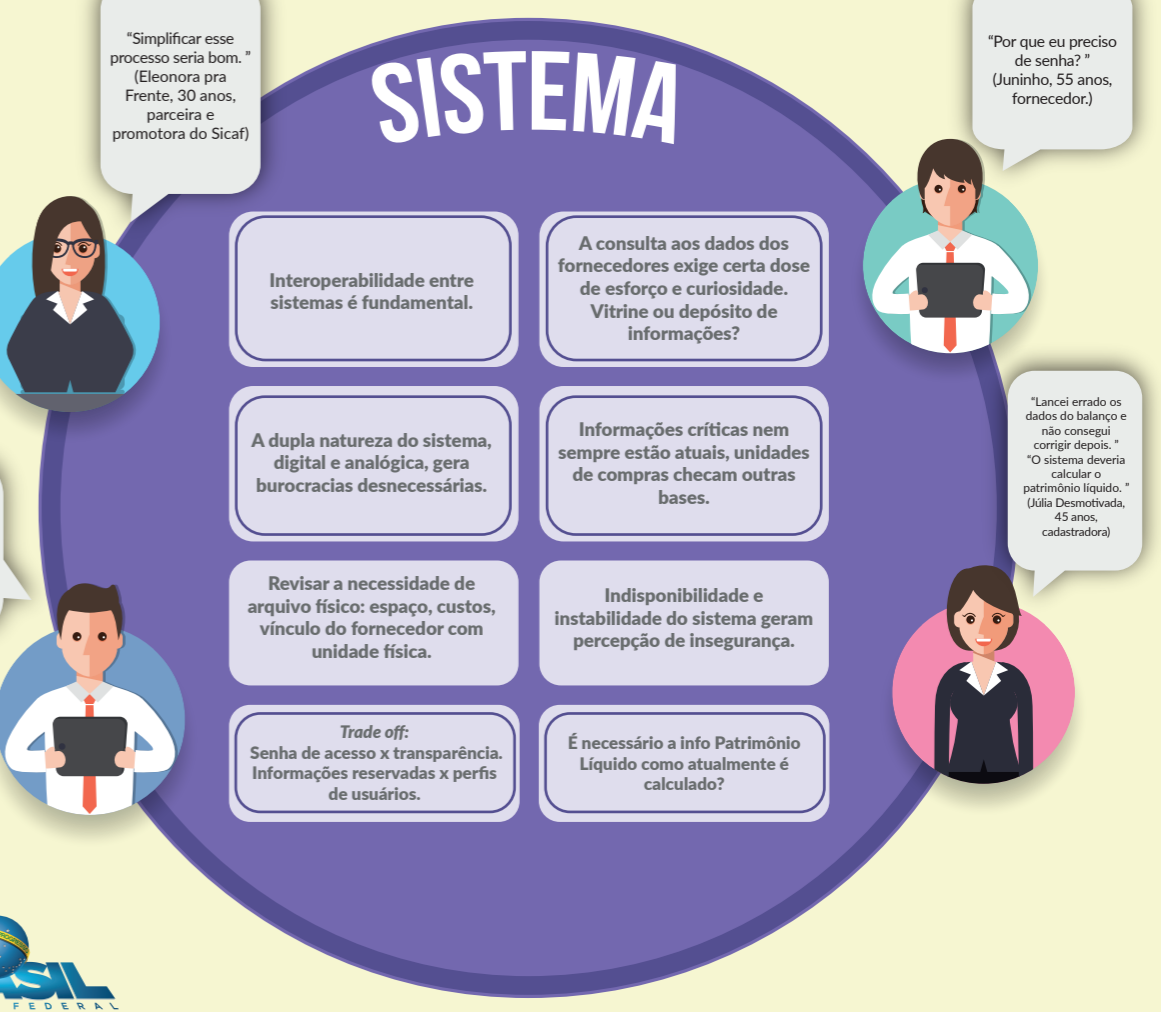 “Simplificar esse
processo seria bom. ”
(Eleonora pra
Frente, 30 anos,
parceira e
promotora do Sicaf)
SISTEMA
“Por que eu preciso
de senha? ”
(Juninho, 55 anos,
fornecedor.)
Interoperabilidade entre
sistemas é fundamental.
A consulta aos dados dos
fornecedores exige certa dose
de esforço e curiosidade.
Vitrine ou depósito de
informações?
A dupla natureza do sistema,
digital e analógica, gera
burocracias desnecessárias.
Informações críticas nem
sempre estão atuais, unidades
de compras checam outras
bases.
“Lancei errado os
dados do balanço e
não consegui
corrigir depois. ”
“O sistema deveria
calcular o
patrimônio líquido. ”
(Júlia Desmotivada,
45 anos,
cadastradora)
Revisar a necessidade de
arquivo físico: espaço, custos,
vínculo do fornecedor com
unidade física.
Indisponibilidade e
instabilidade do sistema geram
percepção de insegurança.
Trade off:
Senha de acesso x transparência.
Informações reservadas x perfis
de usuários.
É necessário a info Patrimônio
Líquido como atualmente é
calculado?
ASIL
FEDERAL